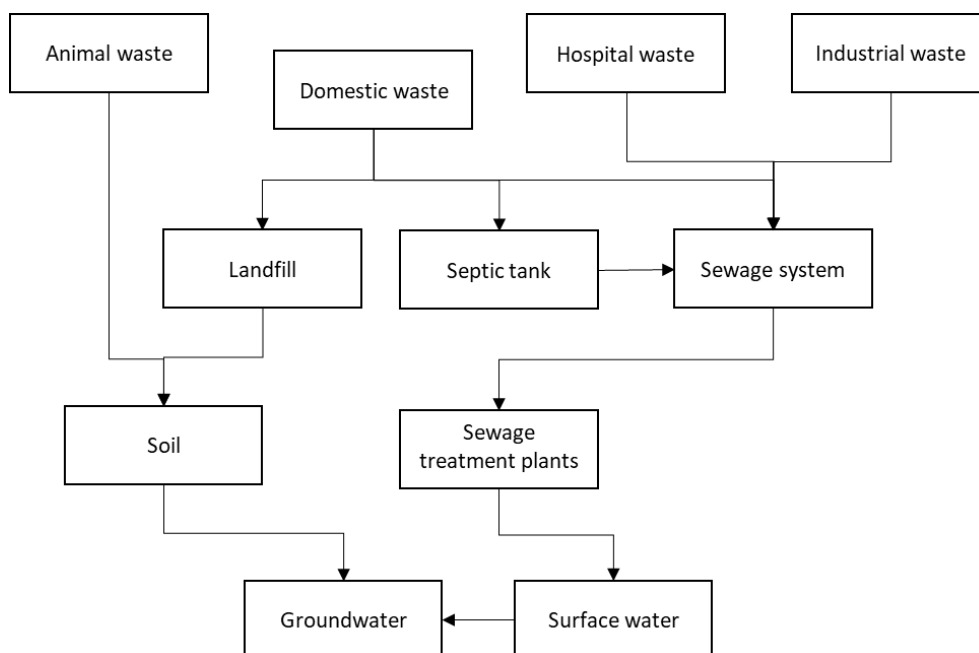 Animal waste
Hospital waste
Industrial waste
Domestic waste
Landfill
Septic tank
Sewage system
Soil
Sewage
treatment plants
Groundwater
Surface water